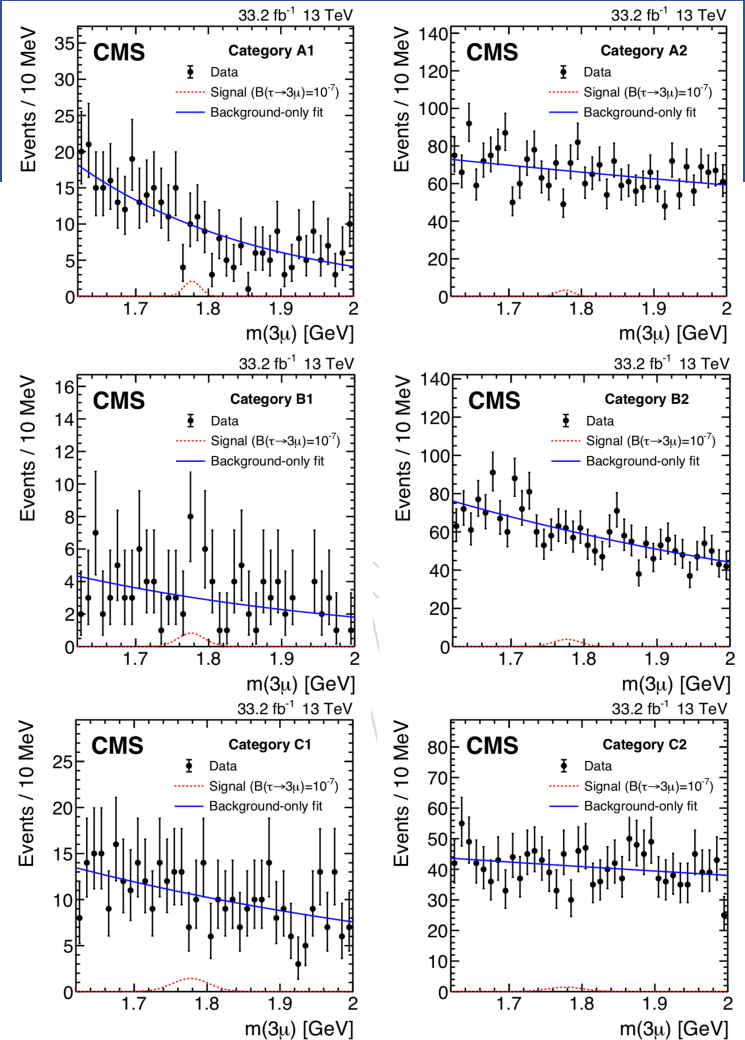 33.2 fb⁻¹ 13 TeV
CMS
Category A1
Data
Signal (B(τ→3μ)=10⁻⁷)
Background-only fit
Events / 10 MeV
35
30
25
20
15
10
5
0
1.7 1.8 1.9 2
m(3μ) [GeV]
33.2 fb⁻¹ 13 TeV
CMS
Category A2
Data
Signal (B(τ→3μ)=10⁻⁷)
Background-only fit
Events / 10 MeV
140
120
100
80
60
40
20
0
1.7 1.8 1.9 2
m(3μ) [GeV]
33.2 fb⁻¹ 13 TeV
CMS
Category B1
Data
Signal (B(τ→3μ)=10⁻⁷)
Background-only fit
Events / 10 MeV
16
14
12
10
8
6
4
2
0
1.7 1.8 1.9 2
m(3μ) [GeV]
33.2 fb⁻¹ 13 TeV
CMS
Category B2
Data
Signal (B(τ→3μ)=10⁻⁷)
Background-only fit
Events / 10 MeV
140
120
100
80
60
40
20
0
1.7 1.8 1.9 2
m(3μ) [GeV]
33.2 fb⁻¹ 13 TeV
CMS
Category C1
Data
Signal (B(τ→3μ)=10⁻⁷)
Background-only fit
Events / 10 MeV
25
20
15
10
5
0
1.7 1.8 1.9 2
m(3μ) [GeV]
33.2 fb⁻¹ 13 TeV
CMS
Category C2
Data
Signal (B(τ→3μ)=10⁻⁷)
Background-only fit
Events / 10 MeV
80
70
60
50
40
30
20
10
0
1.7 1.8 1.9 2
m(3μ) [GeV]